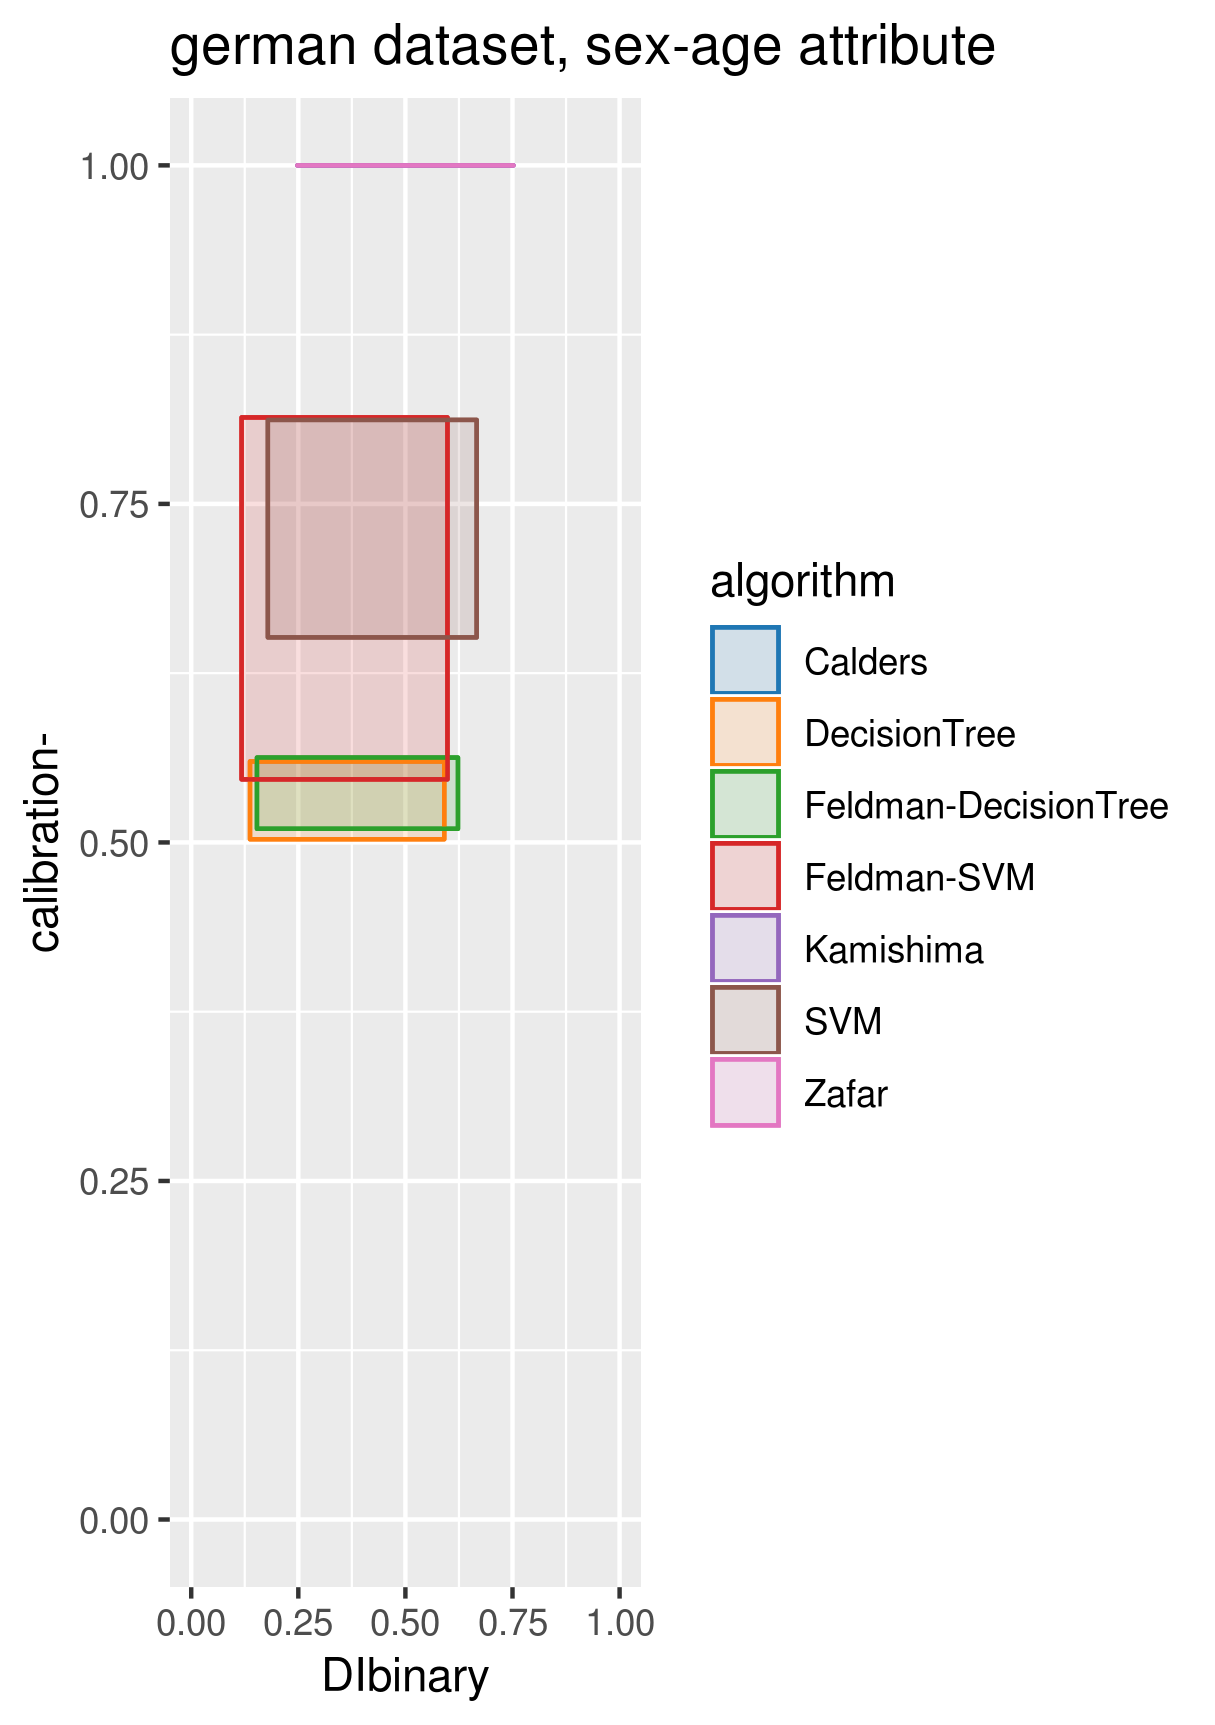 german dataset, sex-age attribute
1.00
0.75
0.50
0.25
0.00
calibration-
0.00 0.25 0.50 0.75 1.00
DIbinary
algorithm
Calders
DecisionTree
Feldman-DecisionTree
Feldman-SVM
Kamishima
SVM
Zafar